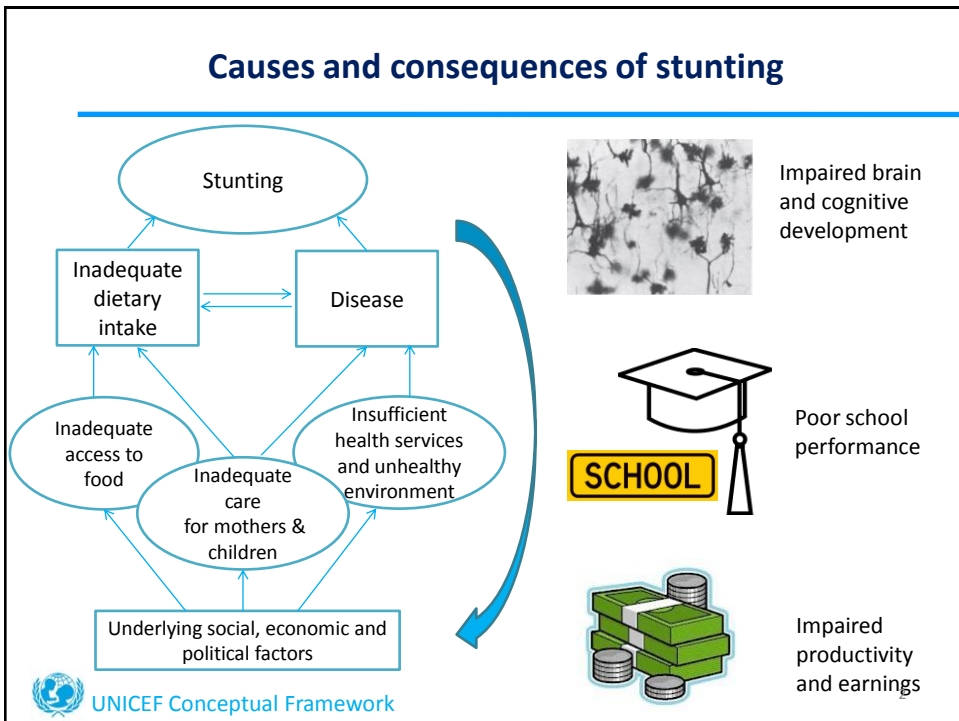 Causes and consequences of stunting
Stunting
Inadequate
dietary
intake
Disease
Inadequate
access to
food
Inadequate
care
for mothers &
children
Insufficient
health services
and unhealthy
environment
Underlying social, economic and
political factors
UNICEF Conceptual Framework
Impaired brain
and cognitive
development
SCHOOL
Poor school
performance
Impaired
productivity
and earnings
2